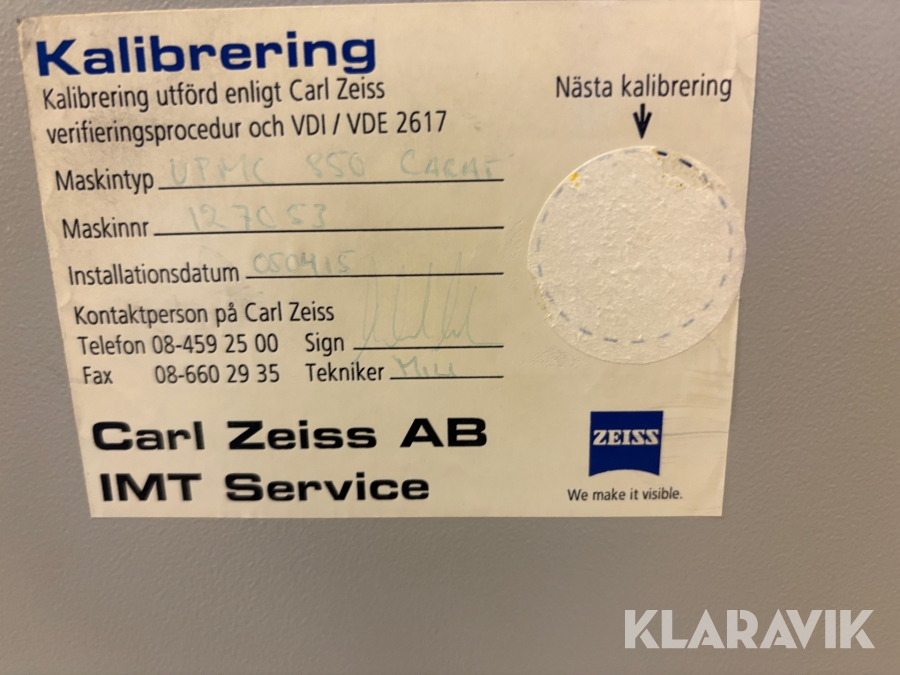 Kalibrering
Kalibrering utförd enligt Carl Zeiss
verifieringsprocedur och VDI / VDE 2617
Nästa kalibrering
Maskintyp UPMC 850 CARAT
Maskinnr 127053
Installationsdatum 050415
Kontaktperson på Carl Zeiss
Telefon 08-459 25 00 Sign
Fax 08-660 29 35 Tekniker
Carl Zeiss AB
IMT Service
ZEISS
We make it visible.
KLARAVIK